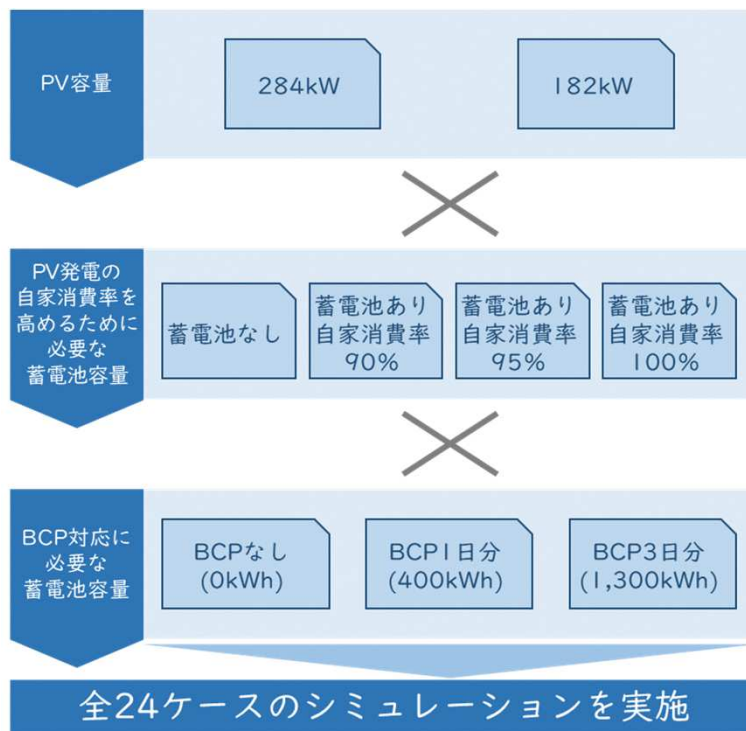 PV容量
284kW
182kW
PV発電の
自家消費率を
高めるために
必要な
蓄電池容量
蓄電池なし
蓄電池あり
自家消費率
90%
蓄電池あり
自家消費率
95%
蓄電池あり
自家消費率
100%
BCP対応に
必要な
蓄電池容量
BCPなし
(0kWh)
BCP1日分
(400kWh)
BCP3日分
(1,300kWh)
全24ケースのシミュレーションを実施